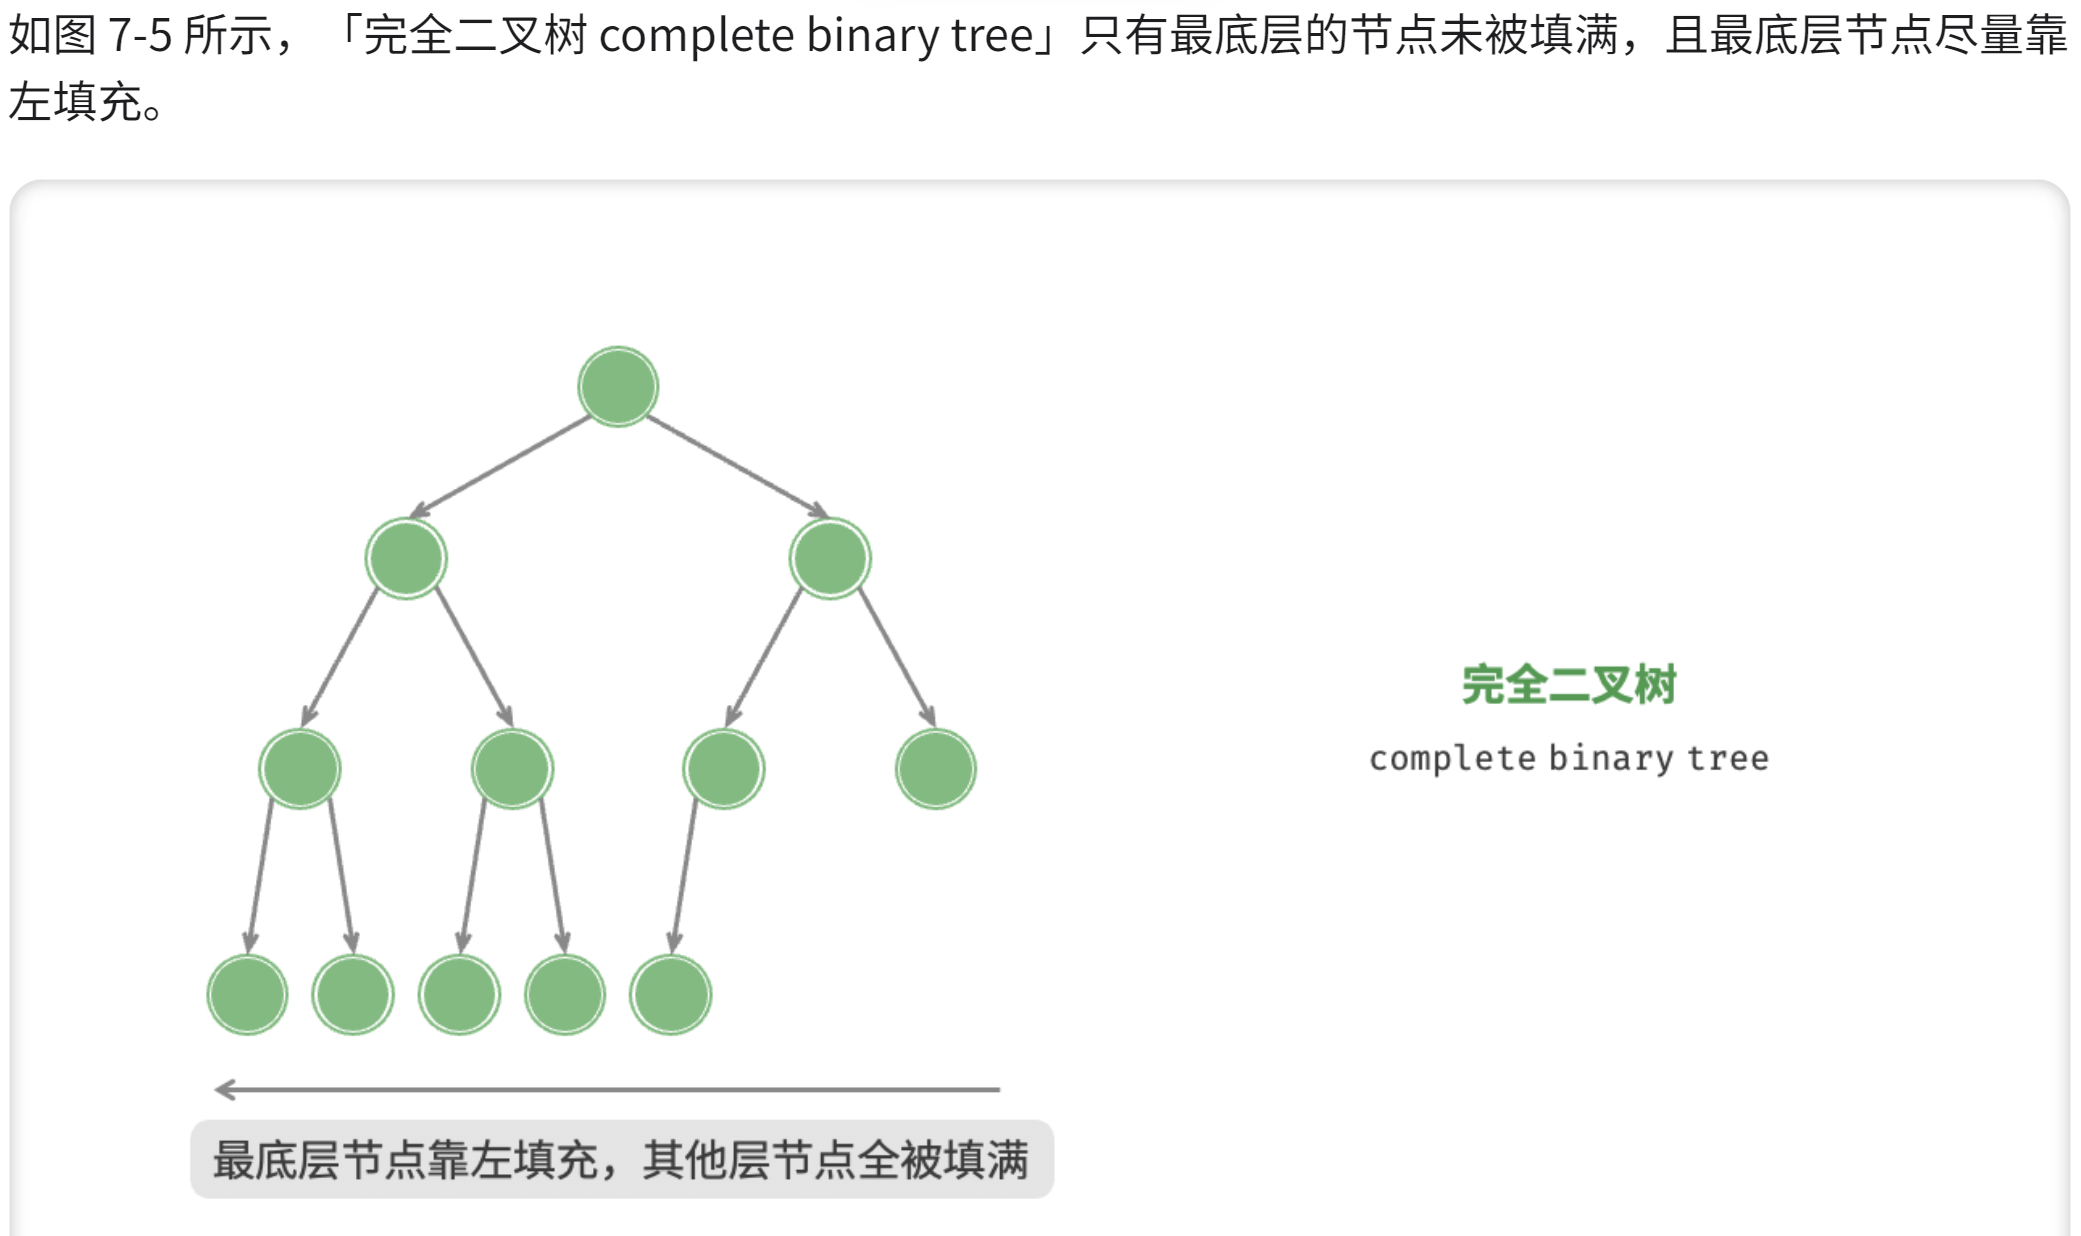 如图 7-5 所示，「完全二叉树 complete binary tree」只有最底层的节点未被填满，且最底层节点尽量靠
左填充。
完全二叉树
complete binary tree
最底层节点靠左填充，其他层节点全被填满